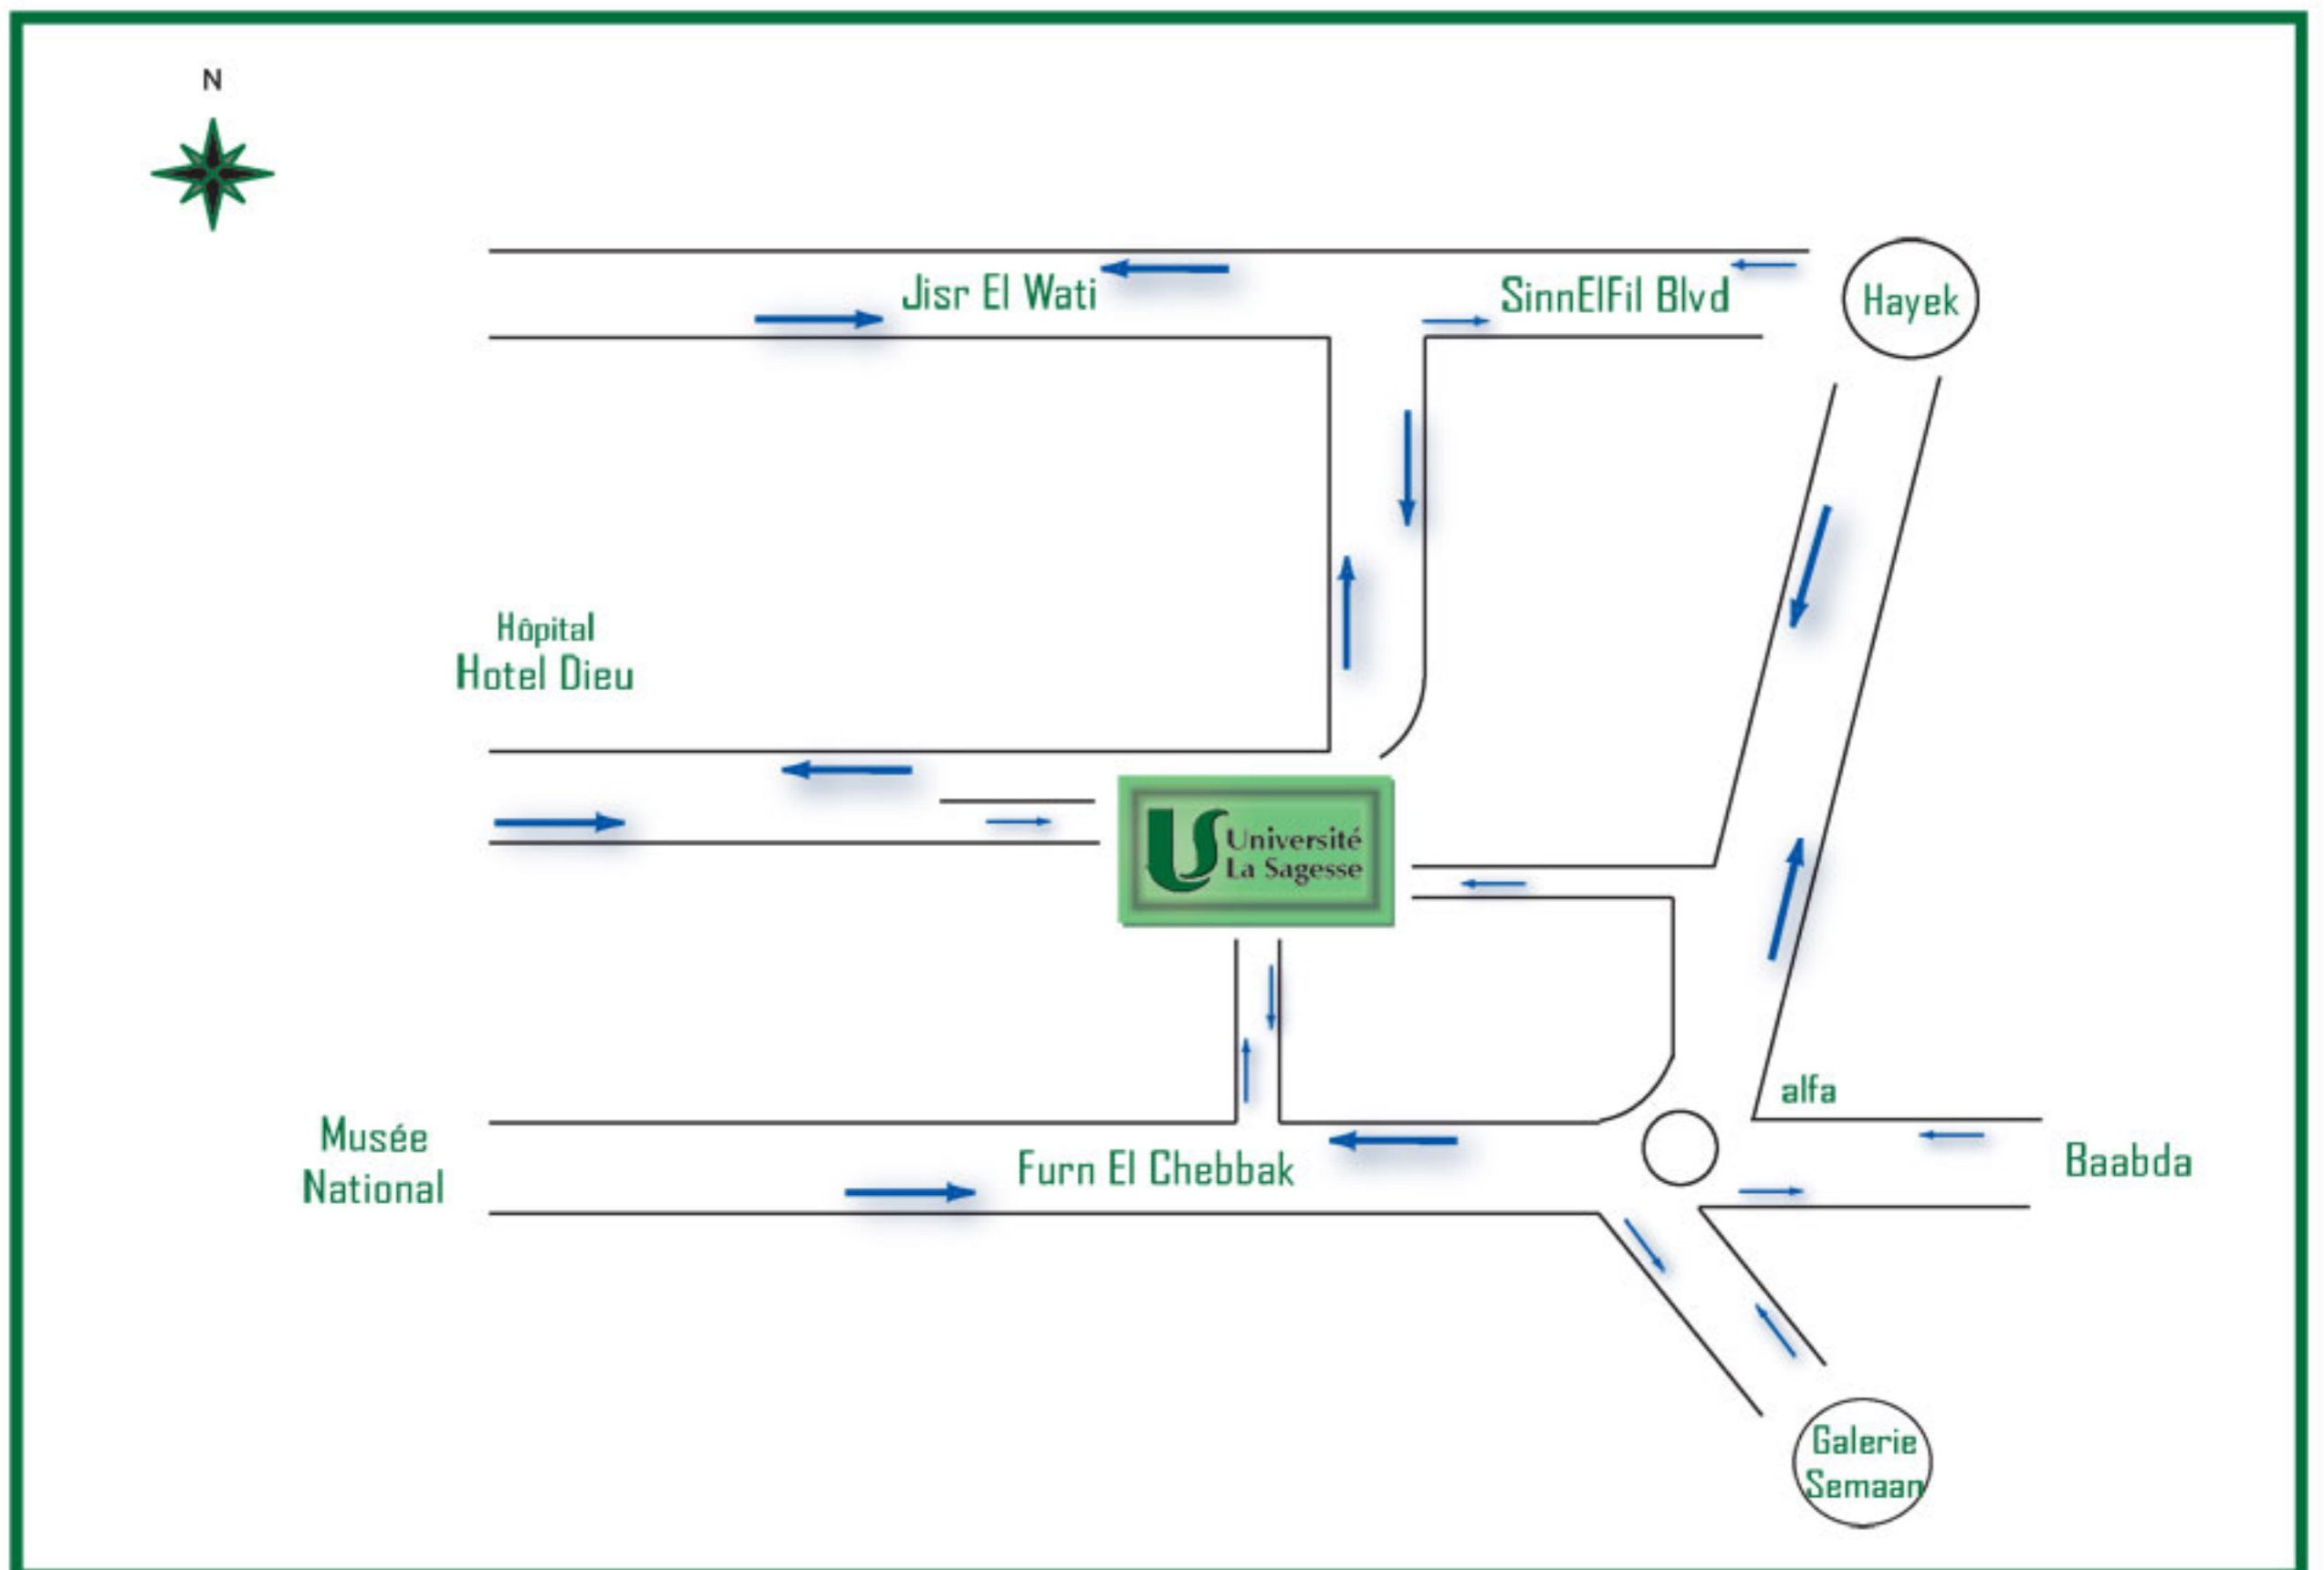 N
Jisr El Wati
SinnElFil Blvd
Hayek
Hôpital
Hotel Dieu
US Université
La Sagesse
alfa
Musée
National
Furn El Chebbak
Baabda
Galerie
Semaan